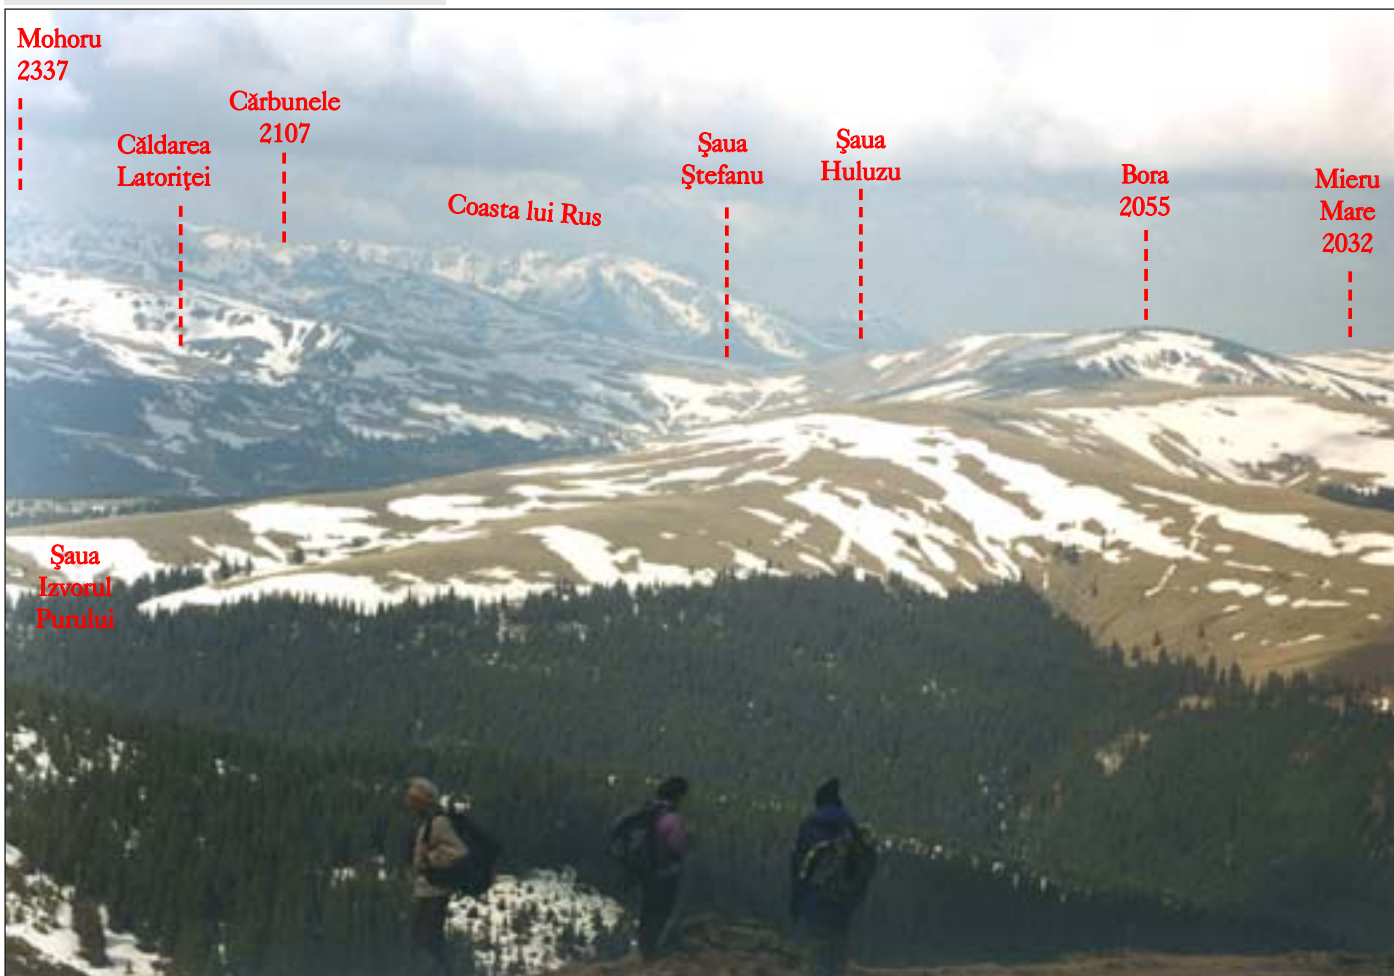 Mohoru
2337
Cărbunele
2107
Căldarea
Latoriţei
Coasta lui Rus
Şaua
Ştefanu
Şaua
Huluzu
Bora
2055
Mieru
Mare
2032
Şaua
Izvorul
Purului